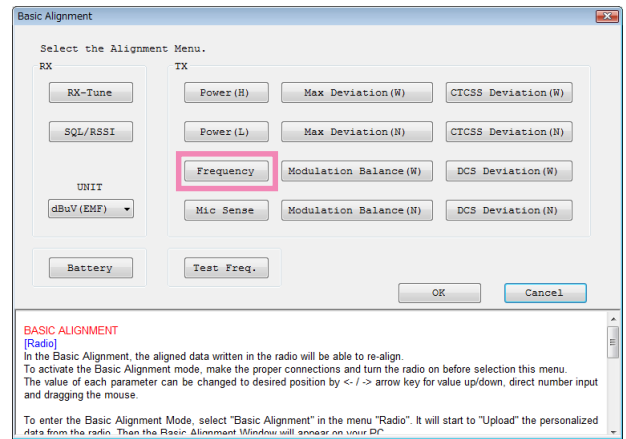 Basic Alignment
Select the Alignment Menu.
RX TX
RX-Tune Power(H) Max Deviation(W) CTCSS Deviation(W)
SQL/RSSI Power(L) Max Deviation(N) CTCSS Deviation(N)
Frequency Modulation Balance(W) DCS Deviation(W)
UNIT
dBuV(EMF) Mic Sense Modulation Balance(N) DCS Deviation(N)
Battery Test Freq.
OK Cancel
BASIC ALIGNMENT
[Radio]
In the Basic Alignment, the aligned data written in the radio will be able to re-align.
To activate the Basic Alignment mode, make the proper connections and turn the radio on before selection this menu.
The value of each parameter can be changed to desired position by <- / -> arrow key for value up/down, direct number input
and dragging the mouse.
To enter the Basic Alignment Mode, select "Basic Alignment" in the menu "Radio". It will start to "Upload" the personalized
data from the radio. Then the Basic Alignment Window will appear on your PC.